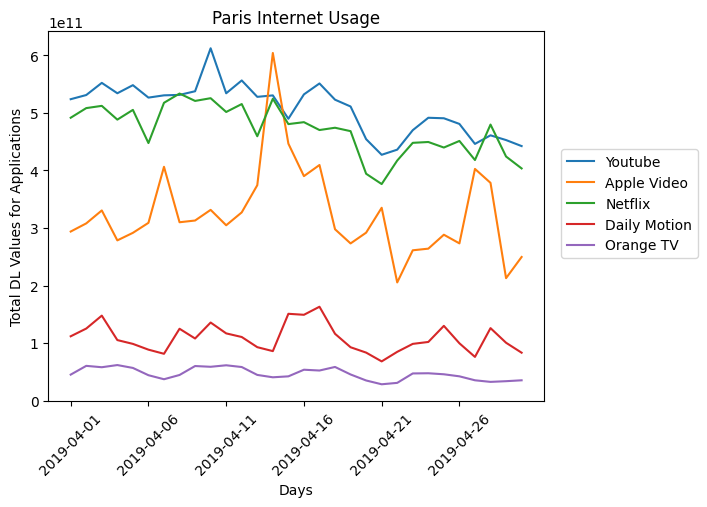 Paris Internet Usage
1e11
6
5
4
3
2
1
0
Total DL Values for Applications
2019-04-01
2019-04-06
2019-04-11
2019-04-16
2019-04-21
2019-04-26
Days
Youtube
Apple Video
Netflix
Daily Motion
Orange TV